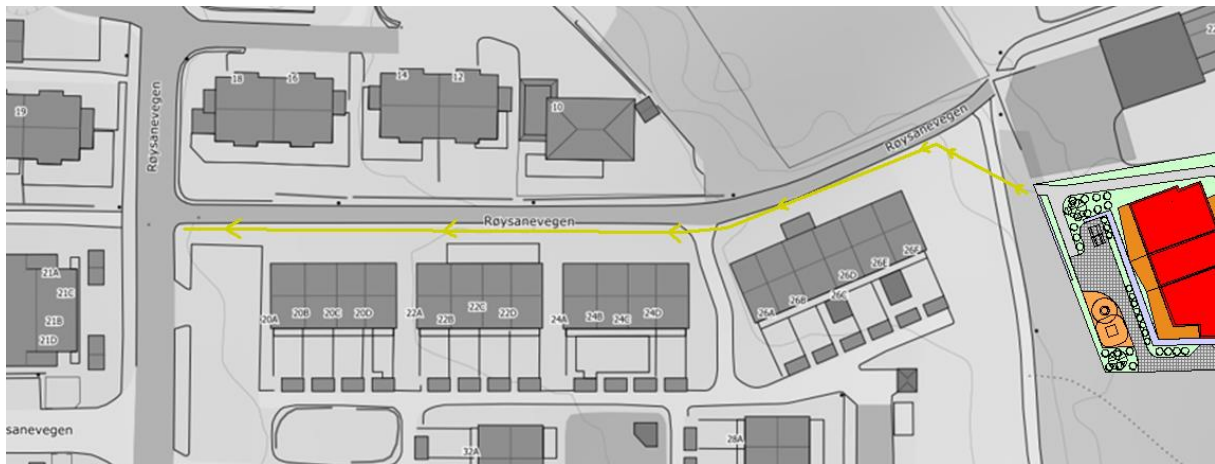 22
18
16
14
12
19
10
Røysanevegen
Røysanevegen
Røysanevegen
21A
21C
21B
21D
26F
26E
26D
26C
26B
26A
20A
20B
20C
20D
22A
22B
22C
22D
24A
24B
24C
24D
sanevegen
32A
28A